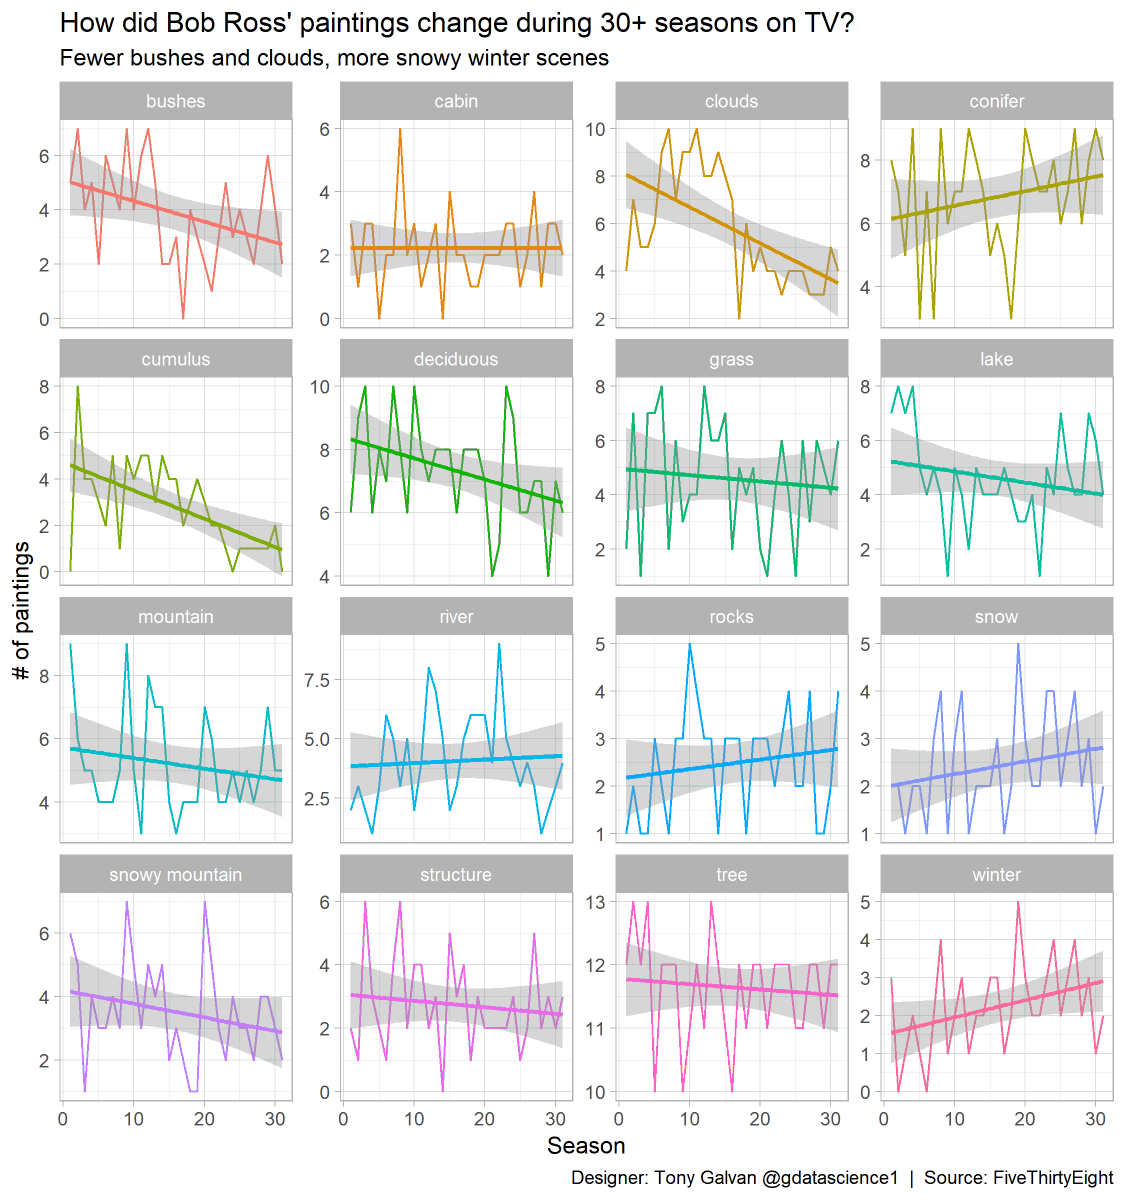 How did Bob Ross' paintings change during 30+ seasons on TV?
Fewer bushes and clouds, more snowy winter scenes
bushes cabin clouds conifer
6 4 2 0
6 4 2 0
10 8 6 4 2
8 6 4
cumulus deciduous grass lake
8 6 4 2 0
10 8 6 4
8 6 4 2
8 6 4 2
# of paintings
mountain river rocks snow
8 6 4
7.5 5.0 2.5
5 4 3 2 1
5 4 3 2 1
snowy mountain structure tree winter
6 4 2
6 4 2 0
13 12 11 10
5 4 3 2 1 0
0 10 20 30 0 10 20 30 0 10 20 30 0 10 20 30
Season
Designer: Tony Galvan @gdatascience1 | Source: FiveThirtyEight